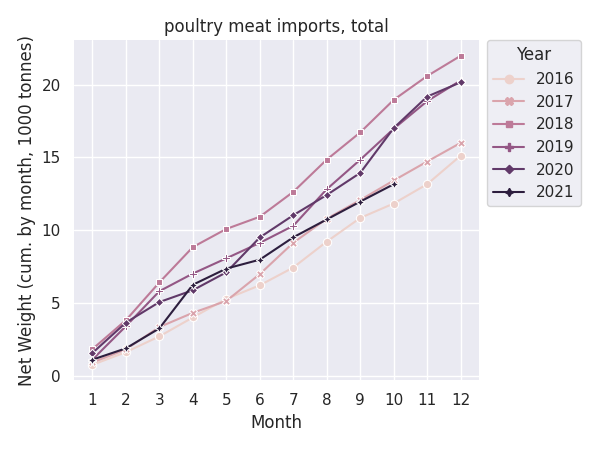 poultry meat imports, total
Net Weight (cum. by month, 1000 tonnes)
20
15
10
5
0
1 2 3 4 5 6 7 8 9 10 11 12
Month
Year
2016
2017
2018
2019
2020
2021